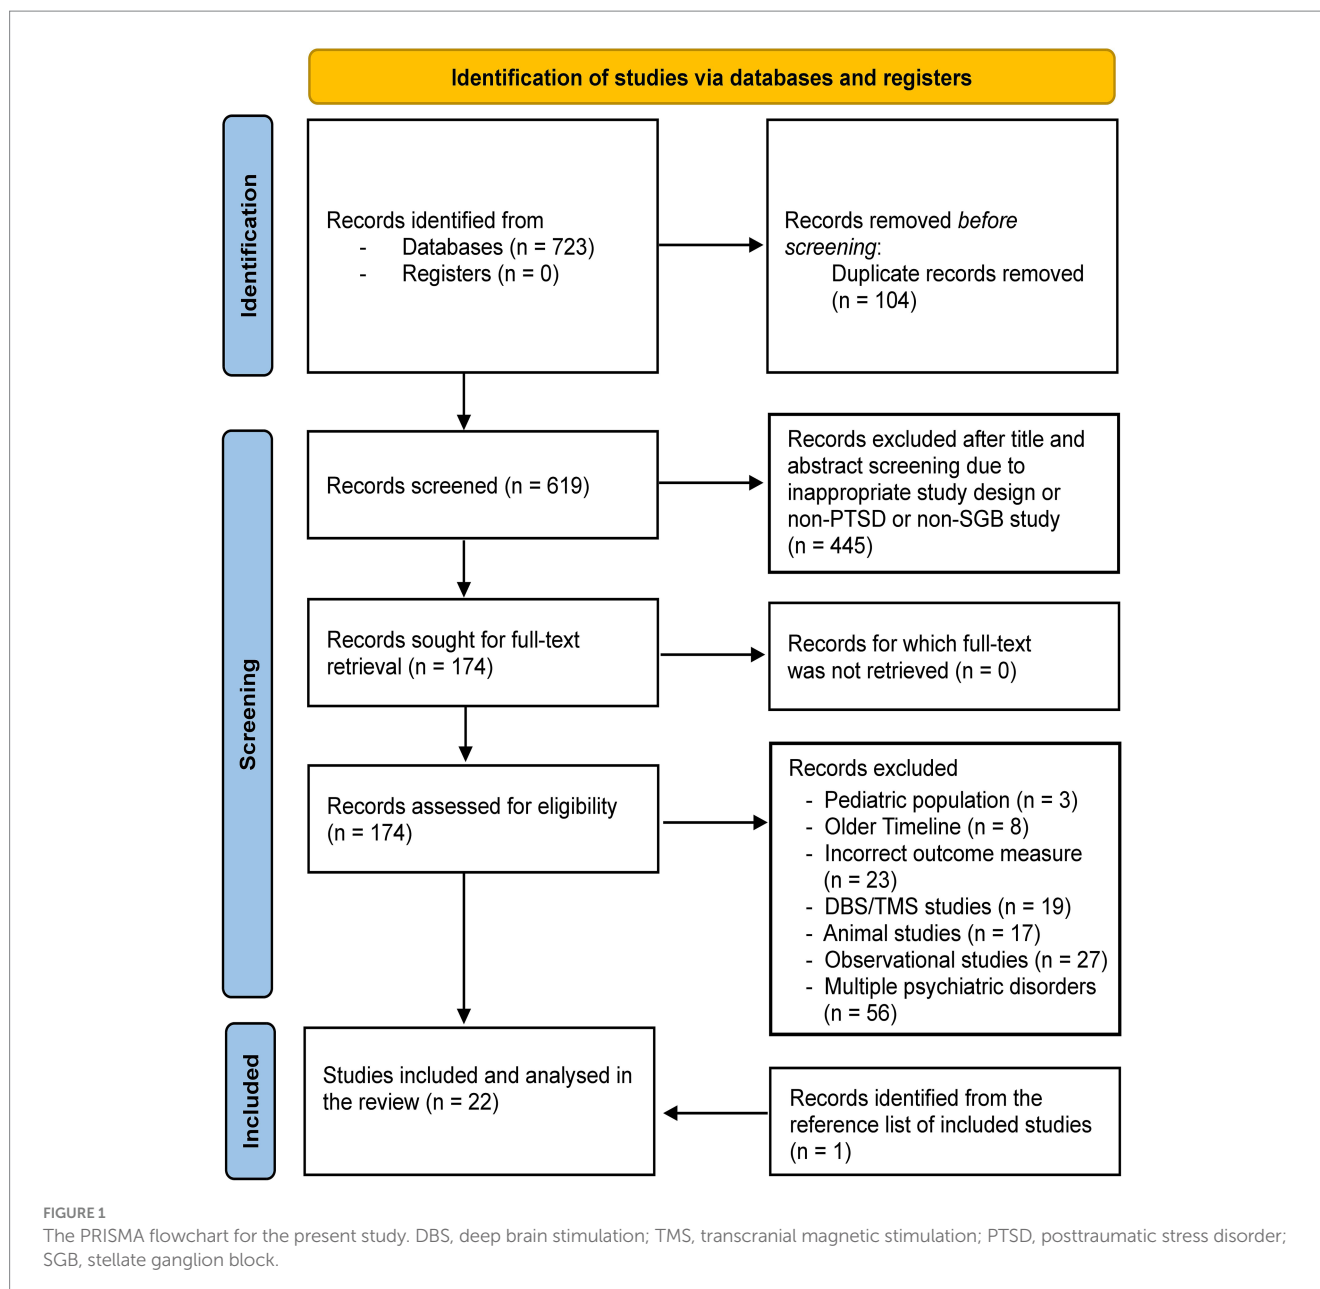 Identification of studies via databases and registers
Identification
Records identified from
- Databases (n = 723)
- Registers (n = 0)
Records removed before
screening:
Duplicate records removed
(n = 104)
Screening
Records screened (n = 619)
Records excluded after title and
abstract screening due to
inappropriate study design or
non-PTSD or non-SGB study
(n = 445)
Records sought for full-text
retrieval (n = 174)
Records for which full-text
was not retrieved (n = 0)
Records assessed for eligibility
(n = 174)
Records excluded
- Pediatric population (n = 3)
- Older Timeline (n = 8)
- Incorrect outcome measure
(n = 23)
- DBS/TMS studies (n = 19)
- Animal studies (n = 17)
- Observational studies (n = 27)
- Multiple psychiatric disorders
(n = 56)
Included
Studies included and analysed in
the review (n = 22)
Records identified from the
reference list of included studies
(n = 1)
FIGURE 1
The PRISMA flowchart for the present study. DBS, deep brain stimulation; TMS, transcranial magnetic stimulation; PTSD, posttraumatic stress disorder;
SGB, stellate ganglion block.